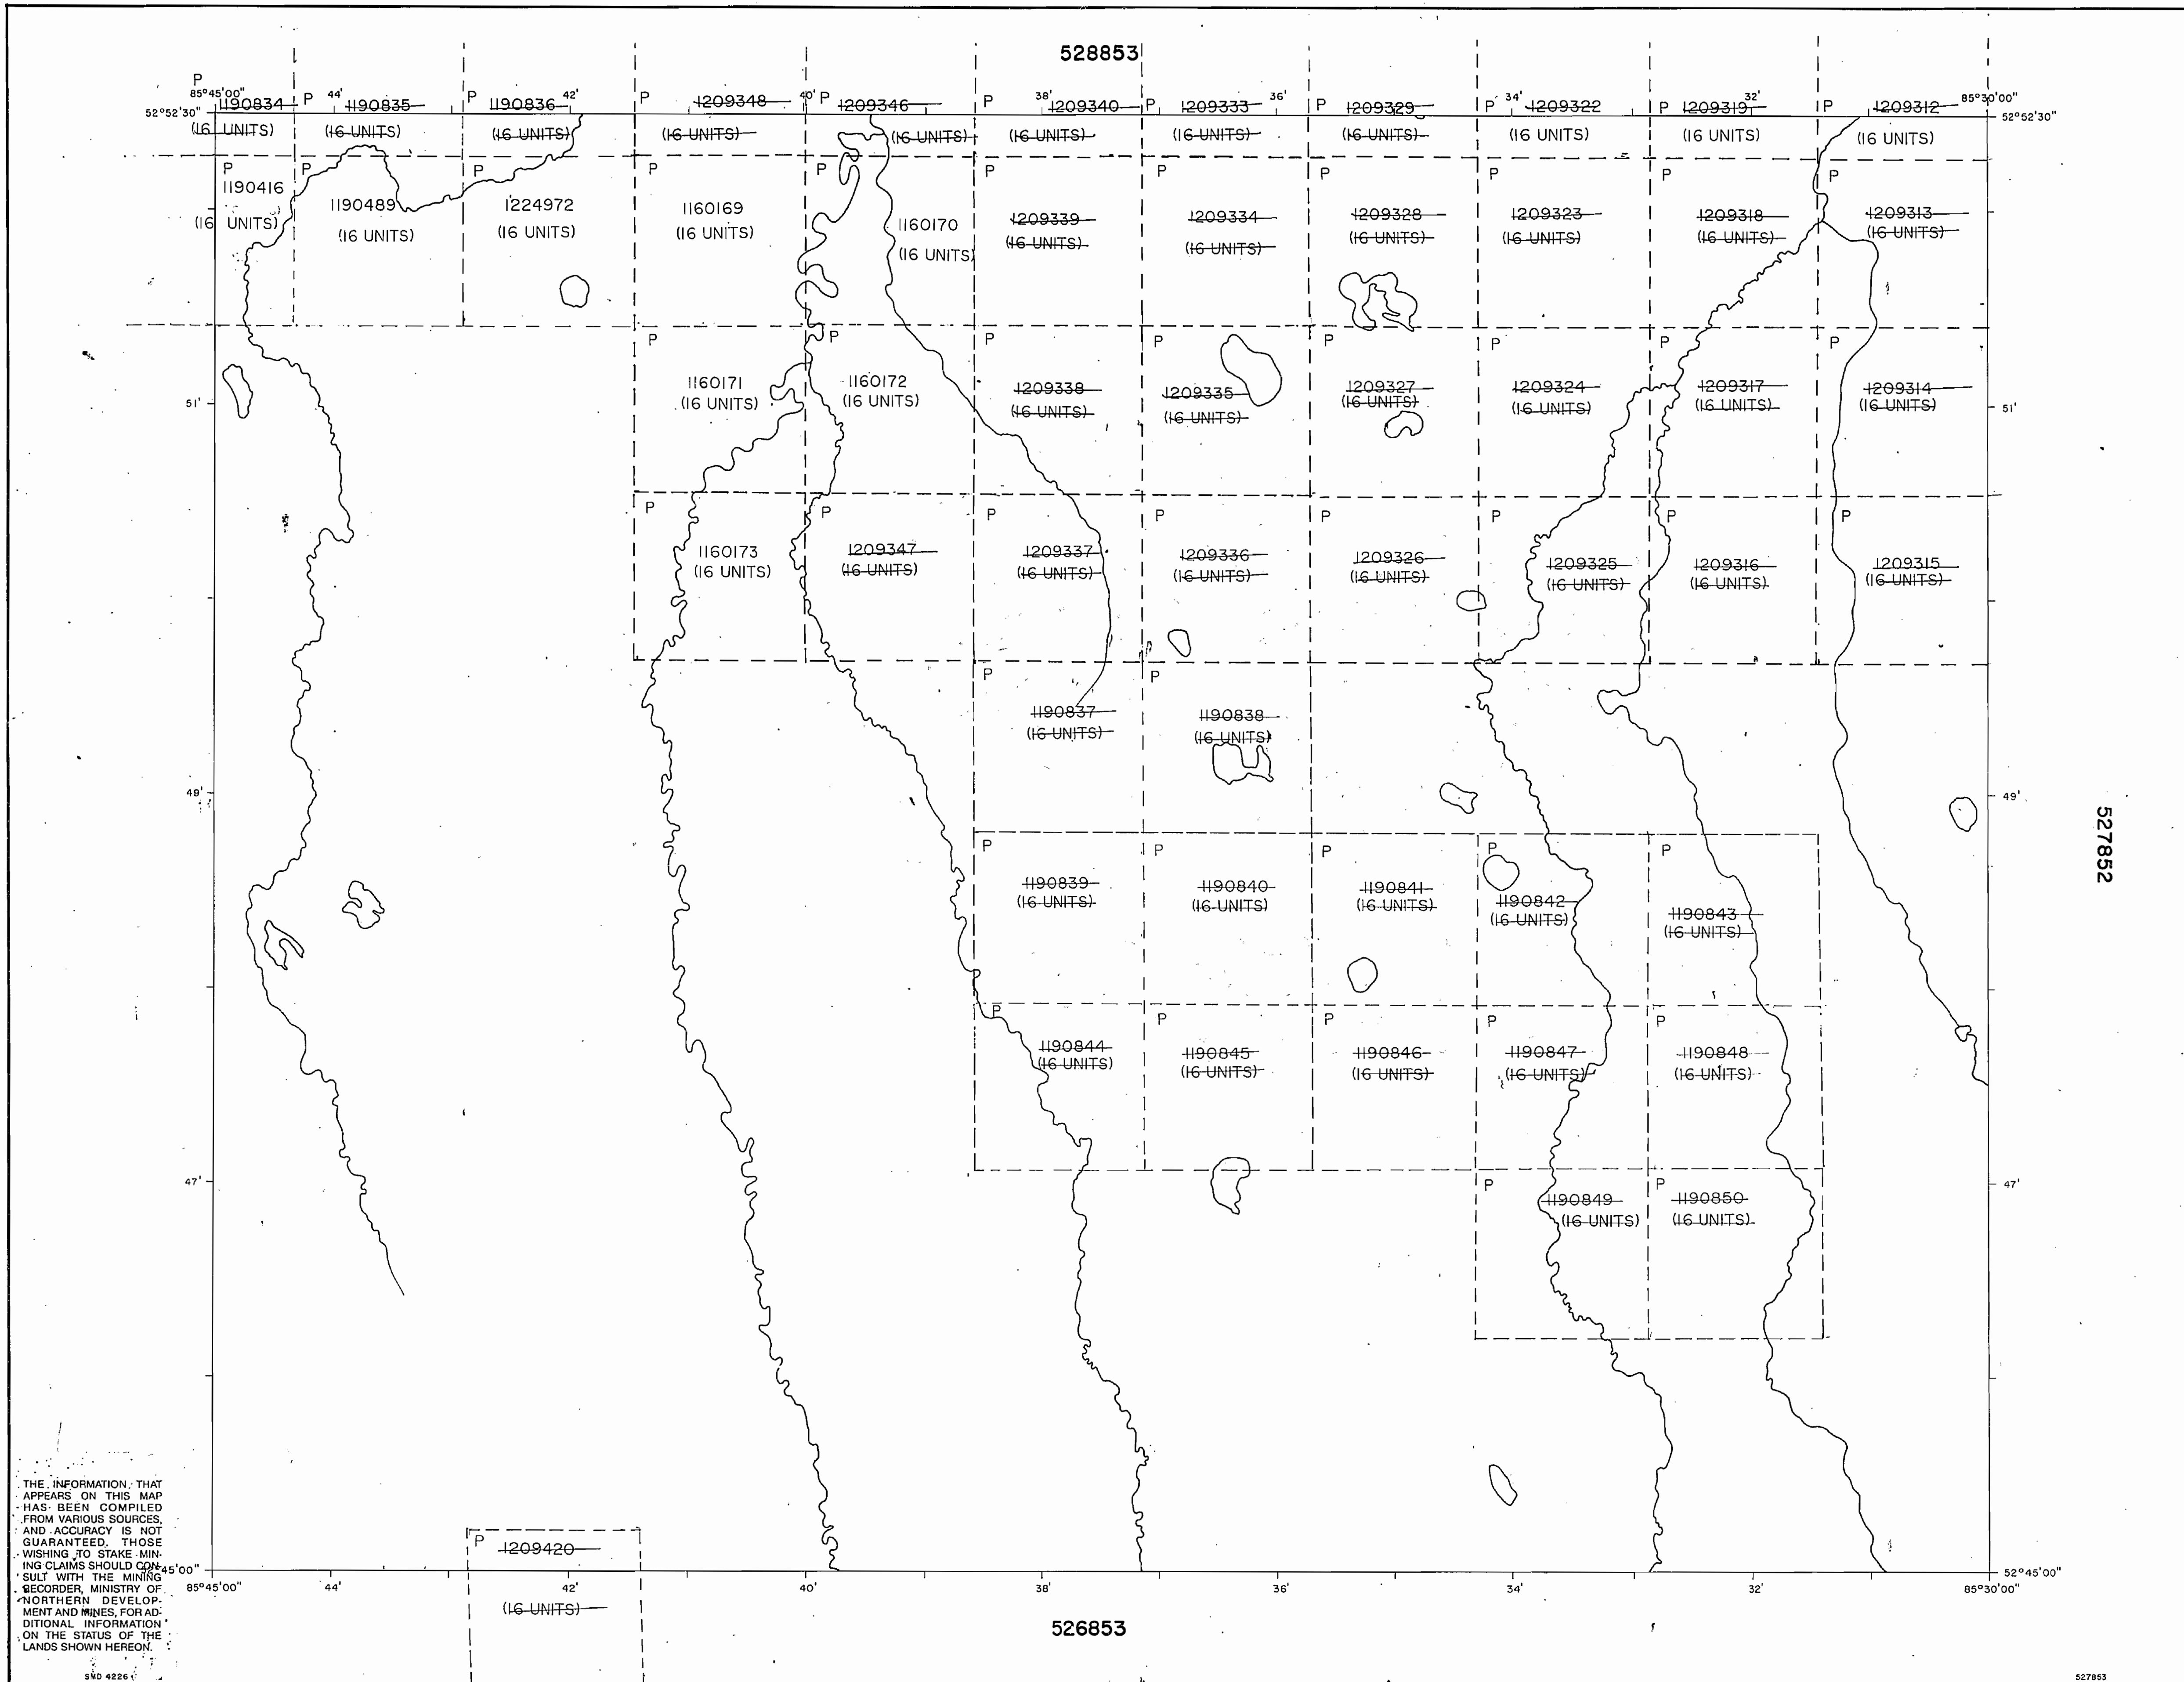 528853
P
85°45'00"
44'
42'
40'
38'
36'
34'
32'
85°30'00"
1190834
P
1190835
P
1190836
P
1209348
P
1209346
P
1209340
P
1209333
P
1209329
P
1209322
P
1209319
P
1209312
52°52'30"
52°52'30"
(16 UNITS)
(16 UNITS)
(16 UNITS)
(16 UNITS)
(16 UNITS)
(16 UNITS)
(16 UNITS)
(16 UNITS)
(16 UNITS)
(16 UNITS)
(16 UNITS)
P
P
P
P
P
P
P
P
P
P
P
1190416
(16 UNITS)
1190489
(16 UNITS)
1224972
(16 UNITS)
1160169
(16 UNITS)
1160170
(16 UNITS)
1209339
(16 UNITS)
1209334
(16 UNITS)
1209328
(16 UNITS)
1209323
(16 UNITS)
1209318
(16 UNITS)
1209313
(16 UNITS)
P
P
P
P
P
P
P
P
51'
1160171
(16 UNITS)
1160172
(16 UNITS)
1209338
(16 UNITS)
1209335
(16 UNITS)
1209327
(16 UNITS)
1209324
(16 UNITS)
1209317
(16 UNITS)
1209314
(16 UNITS)
51'
P
P
P
P
P
P
P
P
1160173
(16 UNITS)
1209347
(16 UNITS)
1209337
(16 UNITS)
1209336
(16 UNITS)
1209326
(16 UNITS)
1209325
(16 UNITS)
1209316
(16 UNITS)
1209315
(16 UNITS)
P
P
1190837
(16 UNITS)
1190838
(16 UNITS)
49'
49'
527852
P
P
P
P
P
1190839
(16 UNITS)
1190840
(16 UNITS)
1190841
(16 UNITS)
1190842
(16 UNITS)
1190843
(16 UNITS)
P
P
P
P
P
1190844
(16 UNITS)
1190845
(16 UNITS)
1190846
(16 UNITS)
1190847
(16 UNITS)
1190848
(16 UNITS)
47'
47'
P
P
1190849
(16 UNITS)
1190850
(16 UNITS)
THE INFORMATION THAT
APPEARS ON THIS MAP
HAS BEEN COMPILED
FROM VARIOUS SOURCES,
AND ACCURACY IS NOT
GUARANTEED. THOSE
WISHING TO STAKE MIN-
ING CLAIMS SHOULD CON-
SULT WITH THE MINING
RECORDER, MINISTRY OF
NORTHERN DEVELOP-
MENT AND MINES, FOR AD-
DITIONAL INFORMATION
ON THE STATUS OF THE
LANDS SHOWN HEREON.
SMD 4226
P
1209420
(16 UNITS)
45'00"
52°45'00"
85°45'00"
44'
42'
40'
38'
36'
34'
32'
85°30'00"
526853
527853